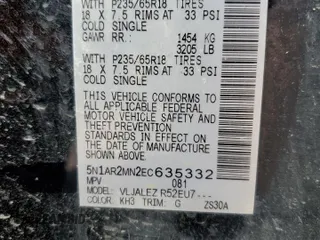 WITH P235/65R18 TIRES
18 X 7.5 RIMS AT 33 PSI
COLD SINGLE
GAWR RR.: 1454 KG
3205 LB
WITH P235/65R18 TIRES
18 X 7.5 RIMS AT 33 PSI
COLD SINGLE
THIS VEHICLE CONFORMS TO
ALL APPLICABLE FEDERAL
MOTOR VEHICLE SAFETY
STANDARDS IN EFFECT ON
THE DATE OF MANUFACTURE
SHOWN ABOVE.
5N1AR2MN2EC635332
MPV 081
MODEL: VLJALEZ R52EU7
COLOR: KH3 TRIM: G ZS30A